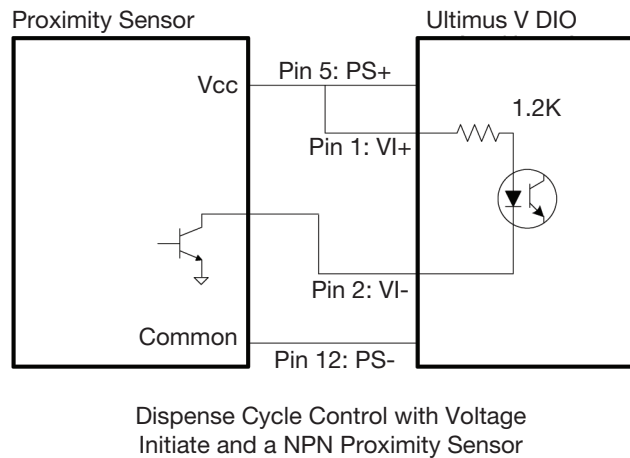 Proximity Sensor
Ultimus V DIO
Vcc
Pin 5: PS+
1.2K
Pin 1: VI+
Pin 2: VI-
Common
Pin 12: PS-
Dispense Cycle Control with Voltage
Initiate and a NPN Proximity Sensor